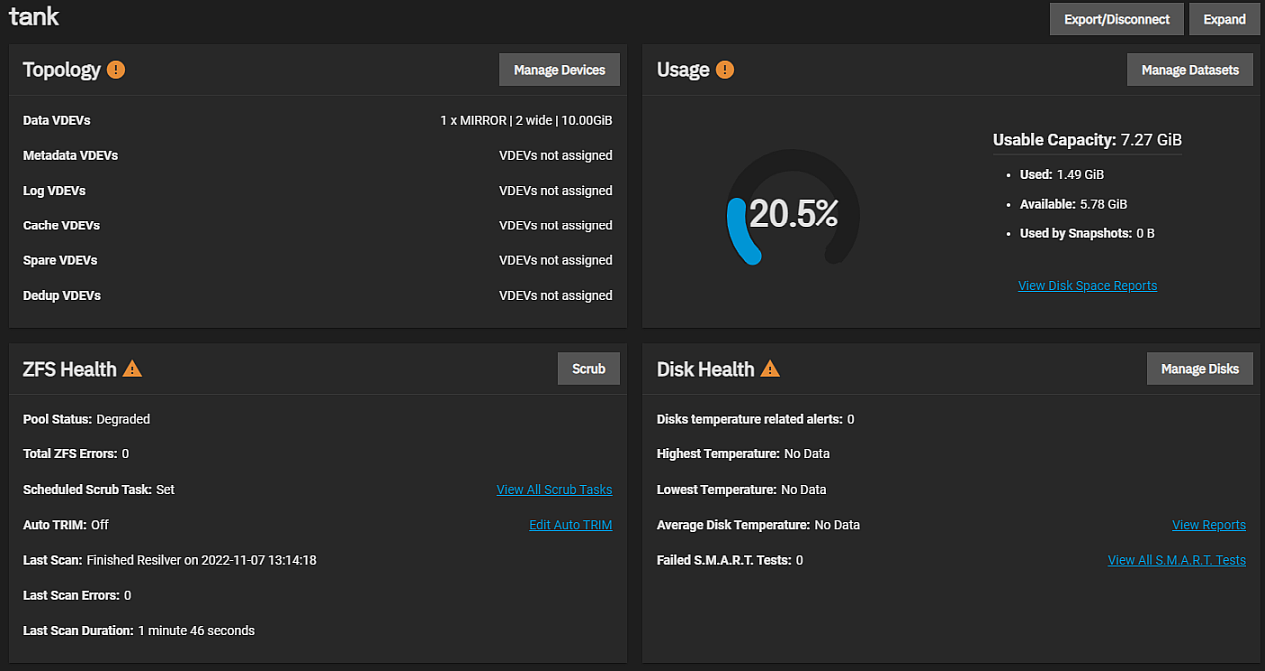 tank
Export/Disconnect
Expand
Topology
Manage Devices
Data VDEVs 1 x MIRROR | 2 wide | 10.00GiB
Metadata VDEVs VDEVs not assigned
Log VDEVs VDEVs not assigned
Cache VDEVs VDEVs not assigned
Spare VDEVs VDEVs not assigned
Dedup VDEVs VDEVs not assigned
Usage
Manage Datasets
20.5%
Usable Capacity: 7.27 GiB
• Used: 1.49 GiB
• Available: 5.78 GiB
• Used by Snapshots: 0 B
View Disk Space Reports
ZFS Health
Scrub
Pool Status: Degraded
Total ZFS Errors: 0
Scheduled Scrub Task: Set View All Scrub Tasks
Auto TRIM: Off Edit Auto TRIM
Last Scan: Finished Resilver on 2022-11-07 13:14:18
Last Scan Errors: 0
Last Scan Duration: 1 minute 46 seconds
Disk Health
Manage Disks
Disks temperature related alerts: 0
Highest Temperature: No Data
Lowest Temperature: No Data
Average Disk Temperature: No Data View Reports
Failed S.M.A.R.T. Tests: 0 View All S.M.A.R.T. Tests